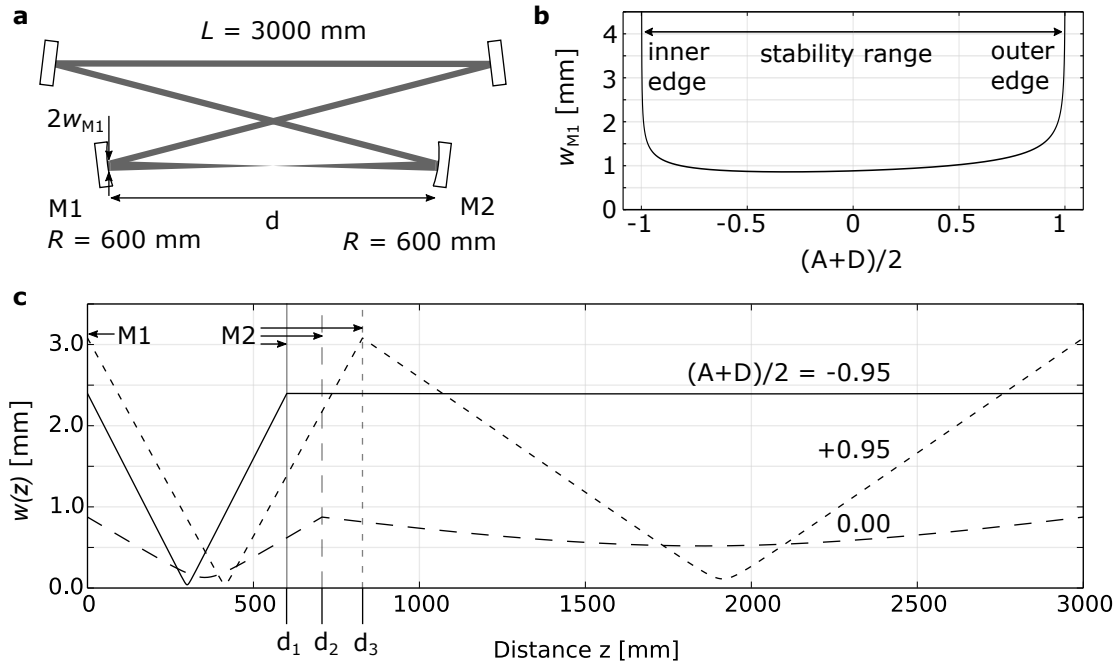 a
L = 3000 mm
2wM1
M1
R = 600 mm
d
M2
R = 600 mm
b
wM1 [mm]
4
3
2
1
0
inner edge
stability range
outer edge
-1
-0.5
0
0.5
1
(A+D)/2
c
w(z) [mm]
3.0
2.0
1.0
0.0
M1
M2
(A+D)/2 = -0.95
+0.95
0.00
0
500
1000
1500
2000
2500
3000
d1
d2
d3
Distance z [mm]